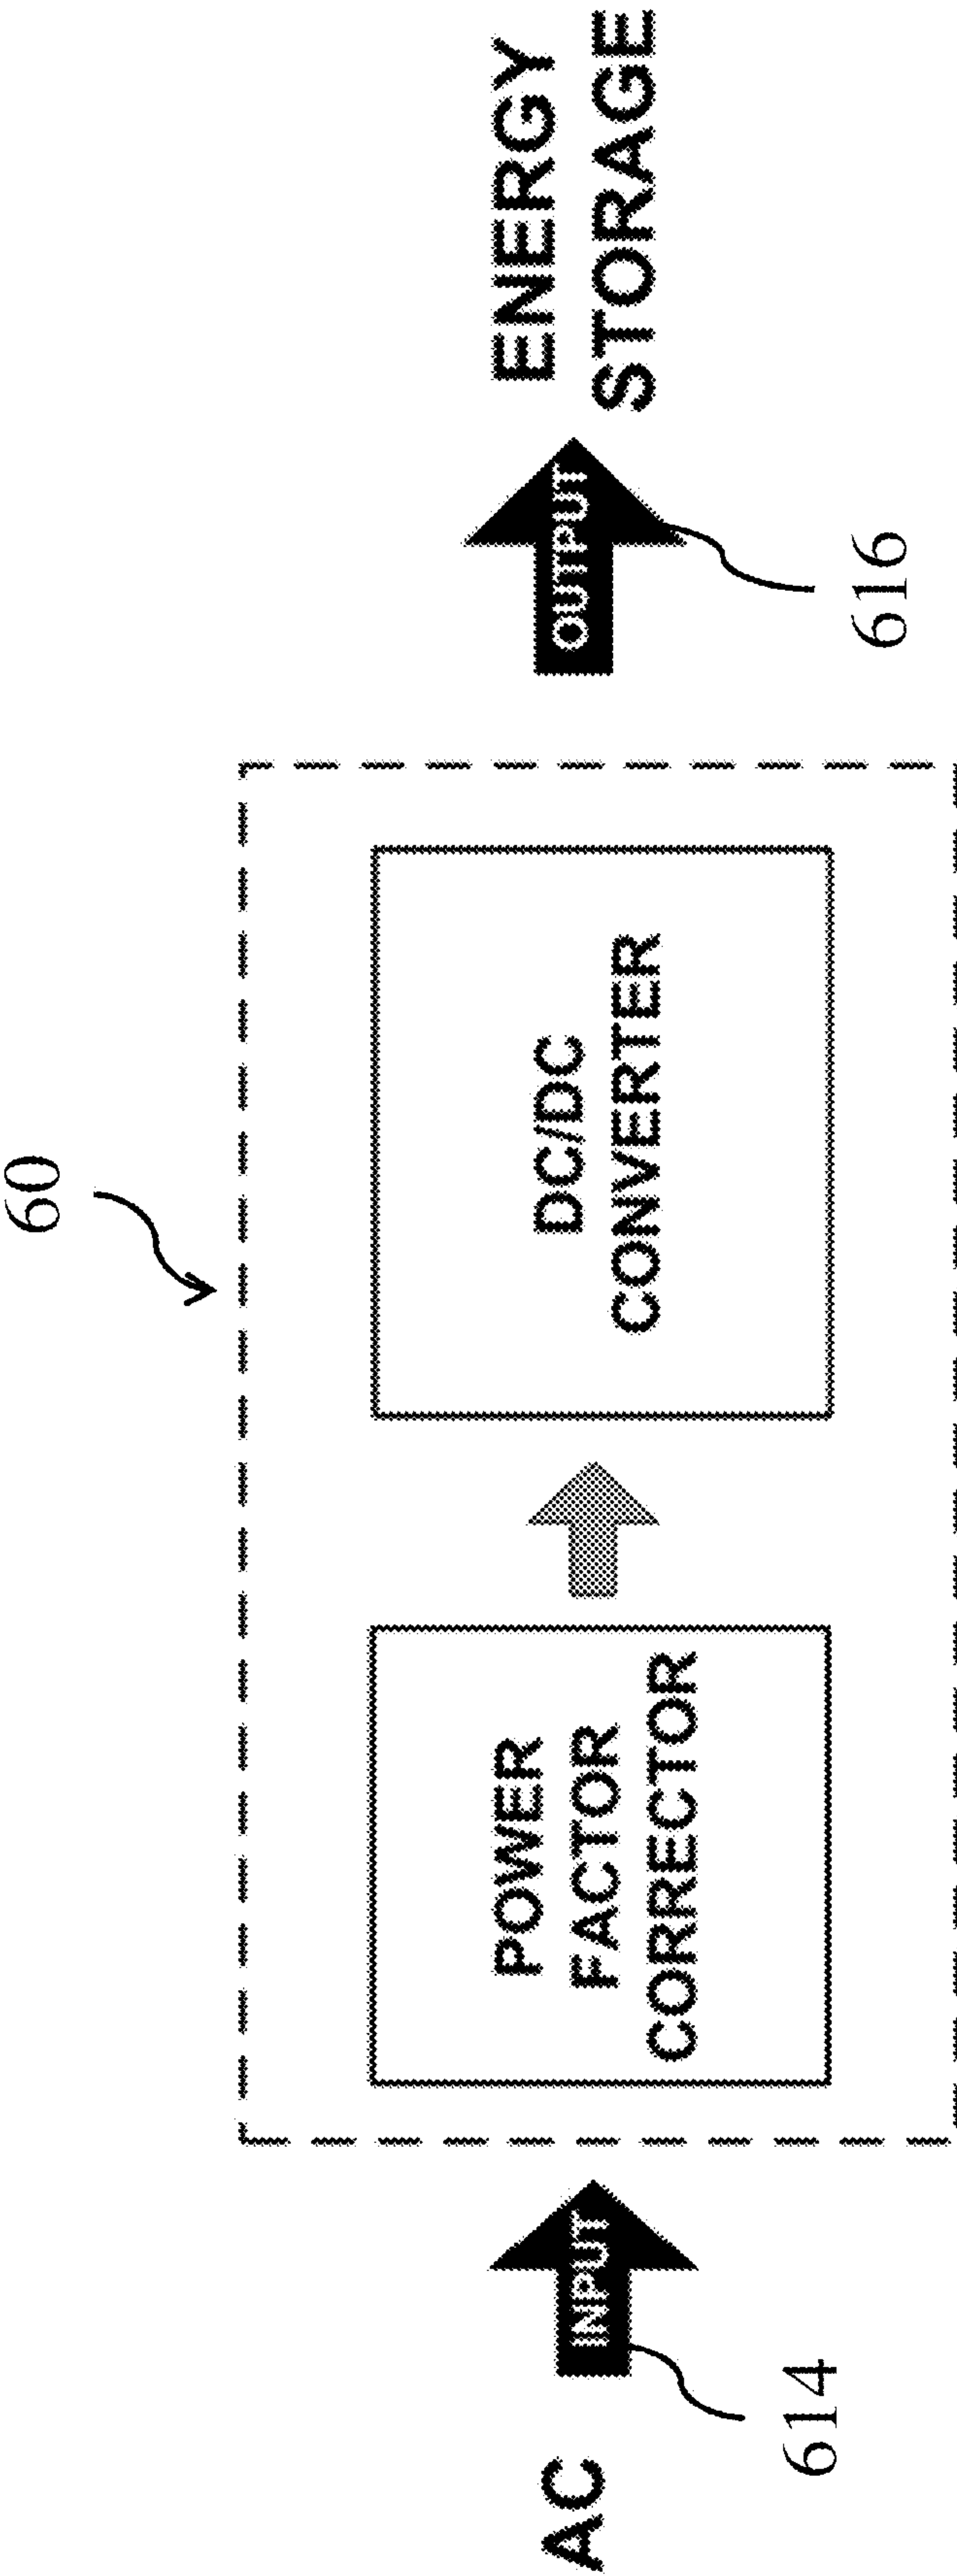 60
AC
INPUT
614
POWER
FACTOR
CORRECTOR
DC/DC
CONVERTER
OUTPUT
616
ENERGY
STORAGE